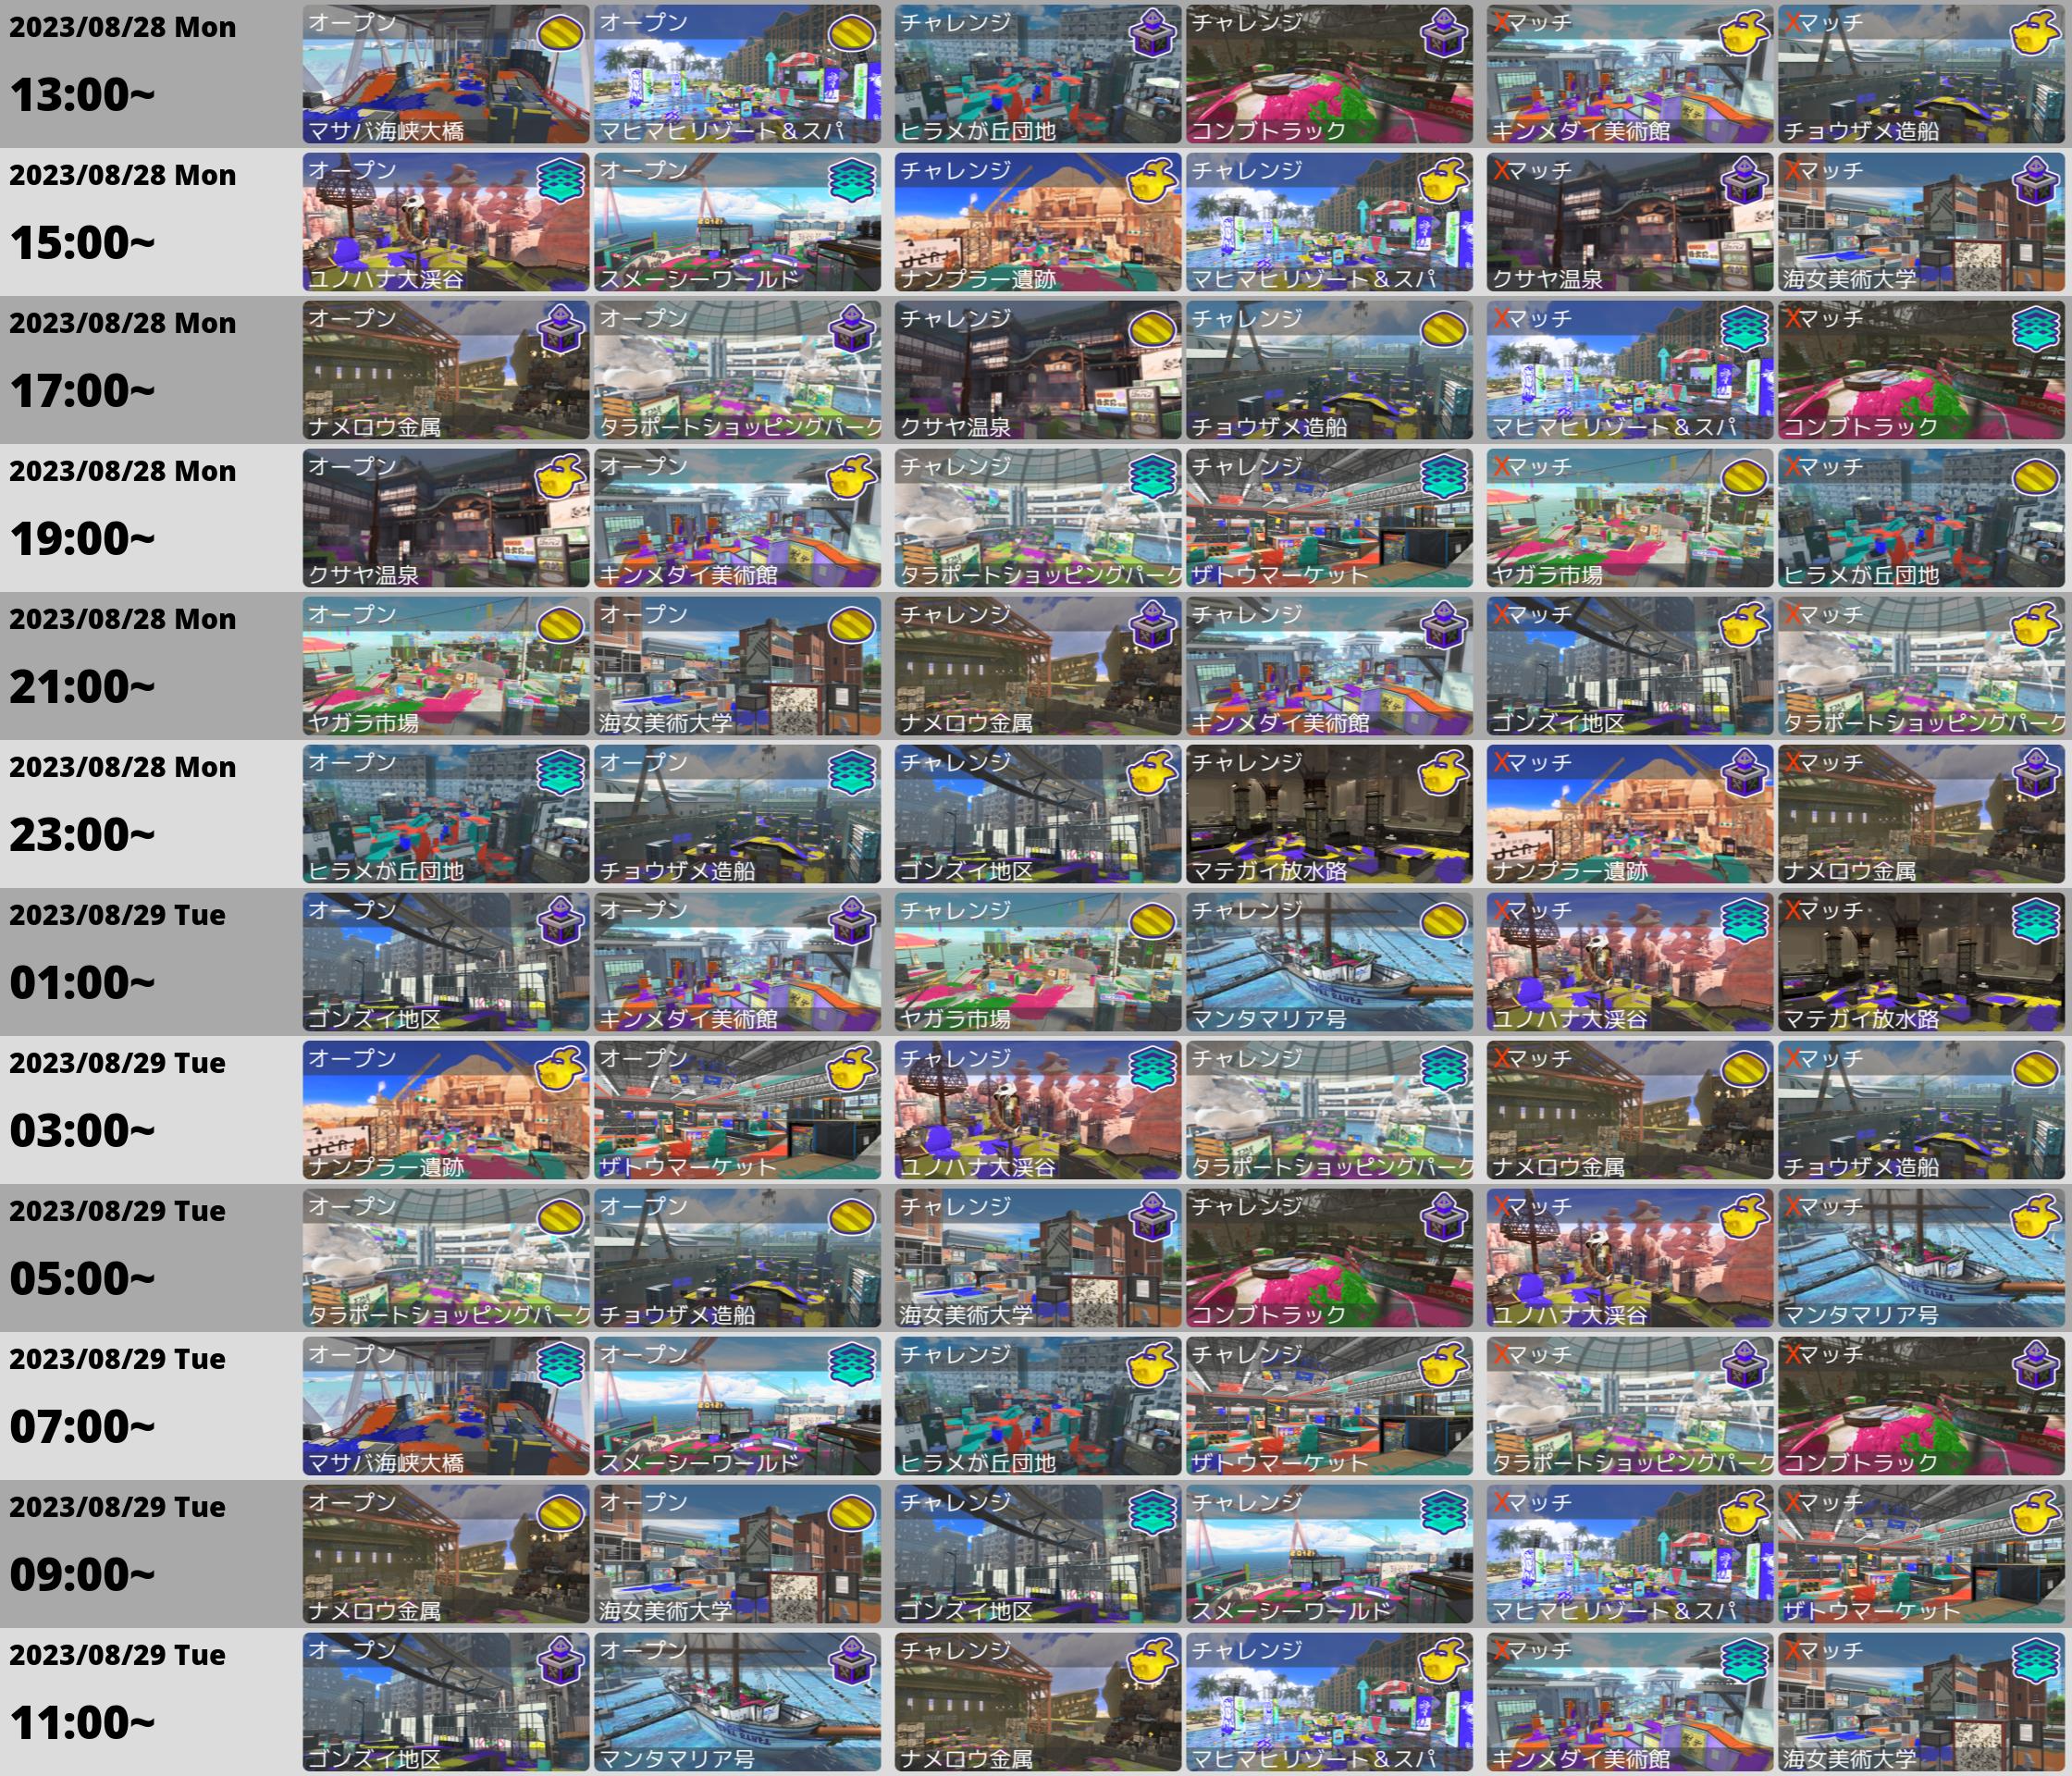 2023/08/28 Mon
13:00~
オープン
マサバ海峡大橋
オープン
マヒマヒリゾート＆スパ
チャレンジ
ヒラメが丘団地
チャレンジ
コンブトラック
Xマッチ
キンメダイ美術館
Xマッチ
チョウザメ造船
2023/08/28 Mon
15:00~
オープン
ユノハナ大渓谷
オープン
スメーシーワールド
チャレンジ
ナンプラー遺跡
チャレンジ
マヒマヒリゾート＆スパ
Xマッチ
クサヤ温泉
Xマッチ
海女美術大学
2023/08/28 Mon
17:00~
オープン
ナメロウ金属
オープン
タラポートショッピングパーク
チャレンジ
クサヤ温泉
チャレンジ
チョウザメ造船
Xマッチ
マヒマヒリゾート＆スパ
Xマッチ
コンブトラック
2023/08/28 Mon
19:00~
オープン
クサヤ温泉
オープン
キンメダイ美術館
チャレンジ
タラポートショッピングパーク
チャレンジ
ザトウマーケット
Xマッチ
ヤガラ市場
Xマッチ
ヒラメが丘団地
2023/08/28 Mon
21:00~
オープン
ヤガラ市場
オープン
海女美術大学
チャレンジ
ナメロウ金属
チャレンジ
キンメダイ美術館
Xマッチ
ゴンズイ地区
Xマッチ
タラポートショッピングパーク
2023/08/28 Mon
23:00~
オープン
ヒラメが丘団地
オープン
チョウザメ造船
チャレンジ
ゴンズイ地区
チャレンジ
マテガイ放水路
Xマッチ
ナンプラー遺跡
Xマッチ
ナメロウ金属
2023/08/29 Tue
01:00~
オープン
ゴンズイ地区
オープン
キンメダイ美術館
チャレンジ
ヤガラ市場
チャレンジ
マンタマリア号
Xマッチ
ユノハナ大渓谷
Xマッチ
マテガイ放水路
2023/08/29 Tue
03:00~
オープン
ナンプラー遺跡
オープン
ザトウマーケット
チャレンジ
ユノハナ大渓谷
チャレンジ
タラポートショッピングパーク
Xマッチ
ナメロウ金属
Xマッチ
チョウザメ造船
2023/08/29 Tue
05:00~
オープン
タラポートショッピングパーク
オープン
チョウザメ造船
チャレンジ
海女美術大学
チャレンジ
コンブトラック
Xマッチ
ユノハナ大渓谷
Xマッチ
マンタマリア号
2023/08/29 Tue
07:00~
オープン
マサバ海峡大橋
オープン
スメーシーワールド
チャレンジ
ヒラメが丘団地
チャレンジ
ザトウマーケット
Xマッチ
タラポートショッピングパーク
Xマッチ
コンブトラック
2023/08/29 Tue
09:00~
オープン
ナメロウ金属
オープン
海女美術大学
チャレンジ
ゴンズイ地区
チャレンジ
スメーシーワールド
Xマッチ
マヒマヒリゾート＆スパ
Xマッチ
ザトウマーケット
2023/08/29 Tue
11:00~
オープン
ゴンズイ地区
オープン
マンタマリア号
チャレンジ
ナメロウ金属
チャレンジ
マヒマヒリゾート＆スパ
Xマッチ
キンメダイ美術館
Xマッチ
海女美術大学